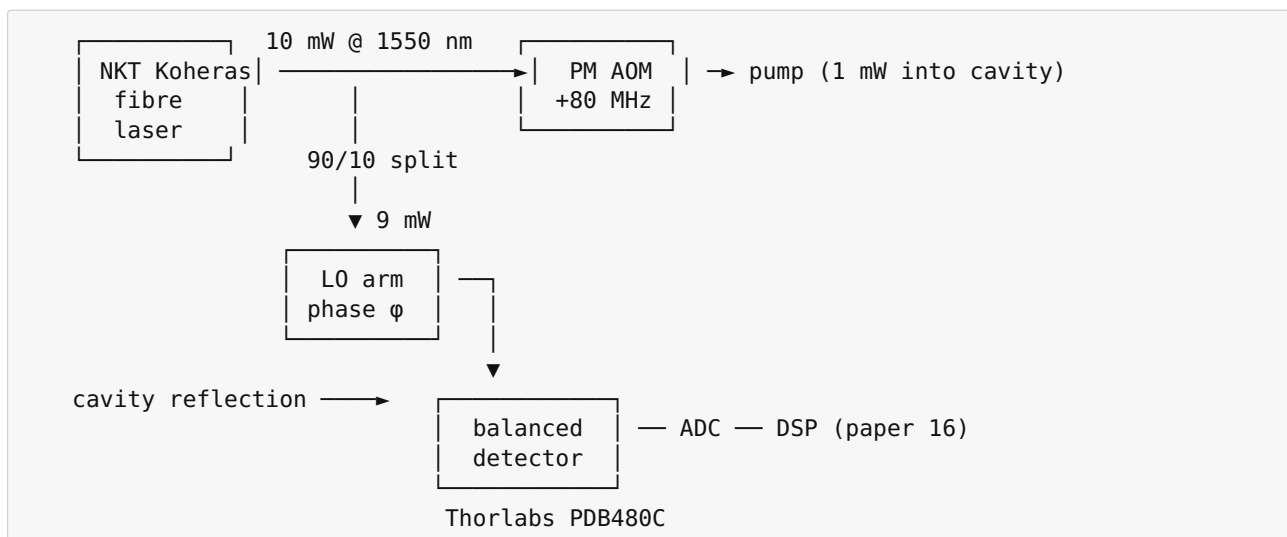 10 mW @ 1550 nm
NKT Koheras
PM AOM
pump (1 mW into cavity)
fibre
+80 MHz
laser
90/10 split
9 mW
LO arm
phase φ
cavity reflection
balanced
ADC
DSP (paper 16)
detector
Thorlabs PDB480C